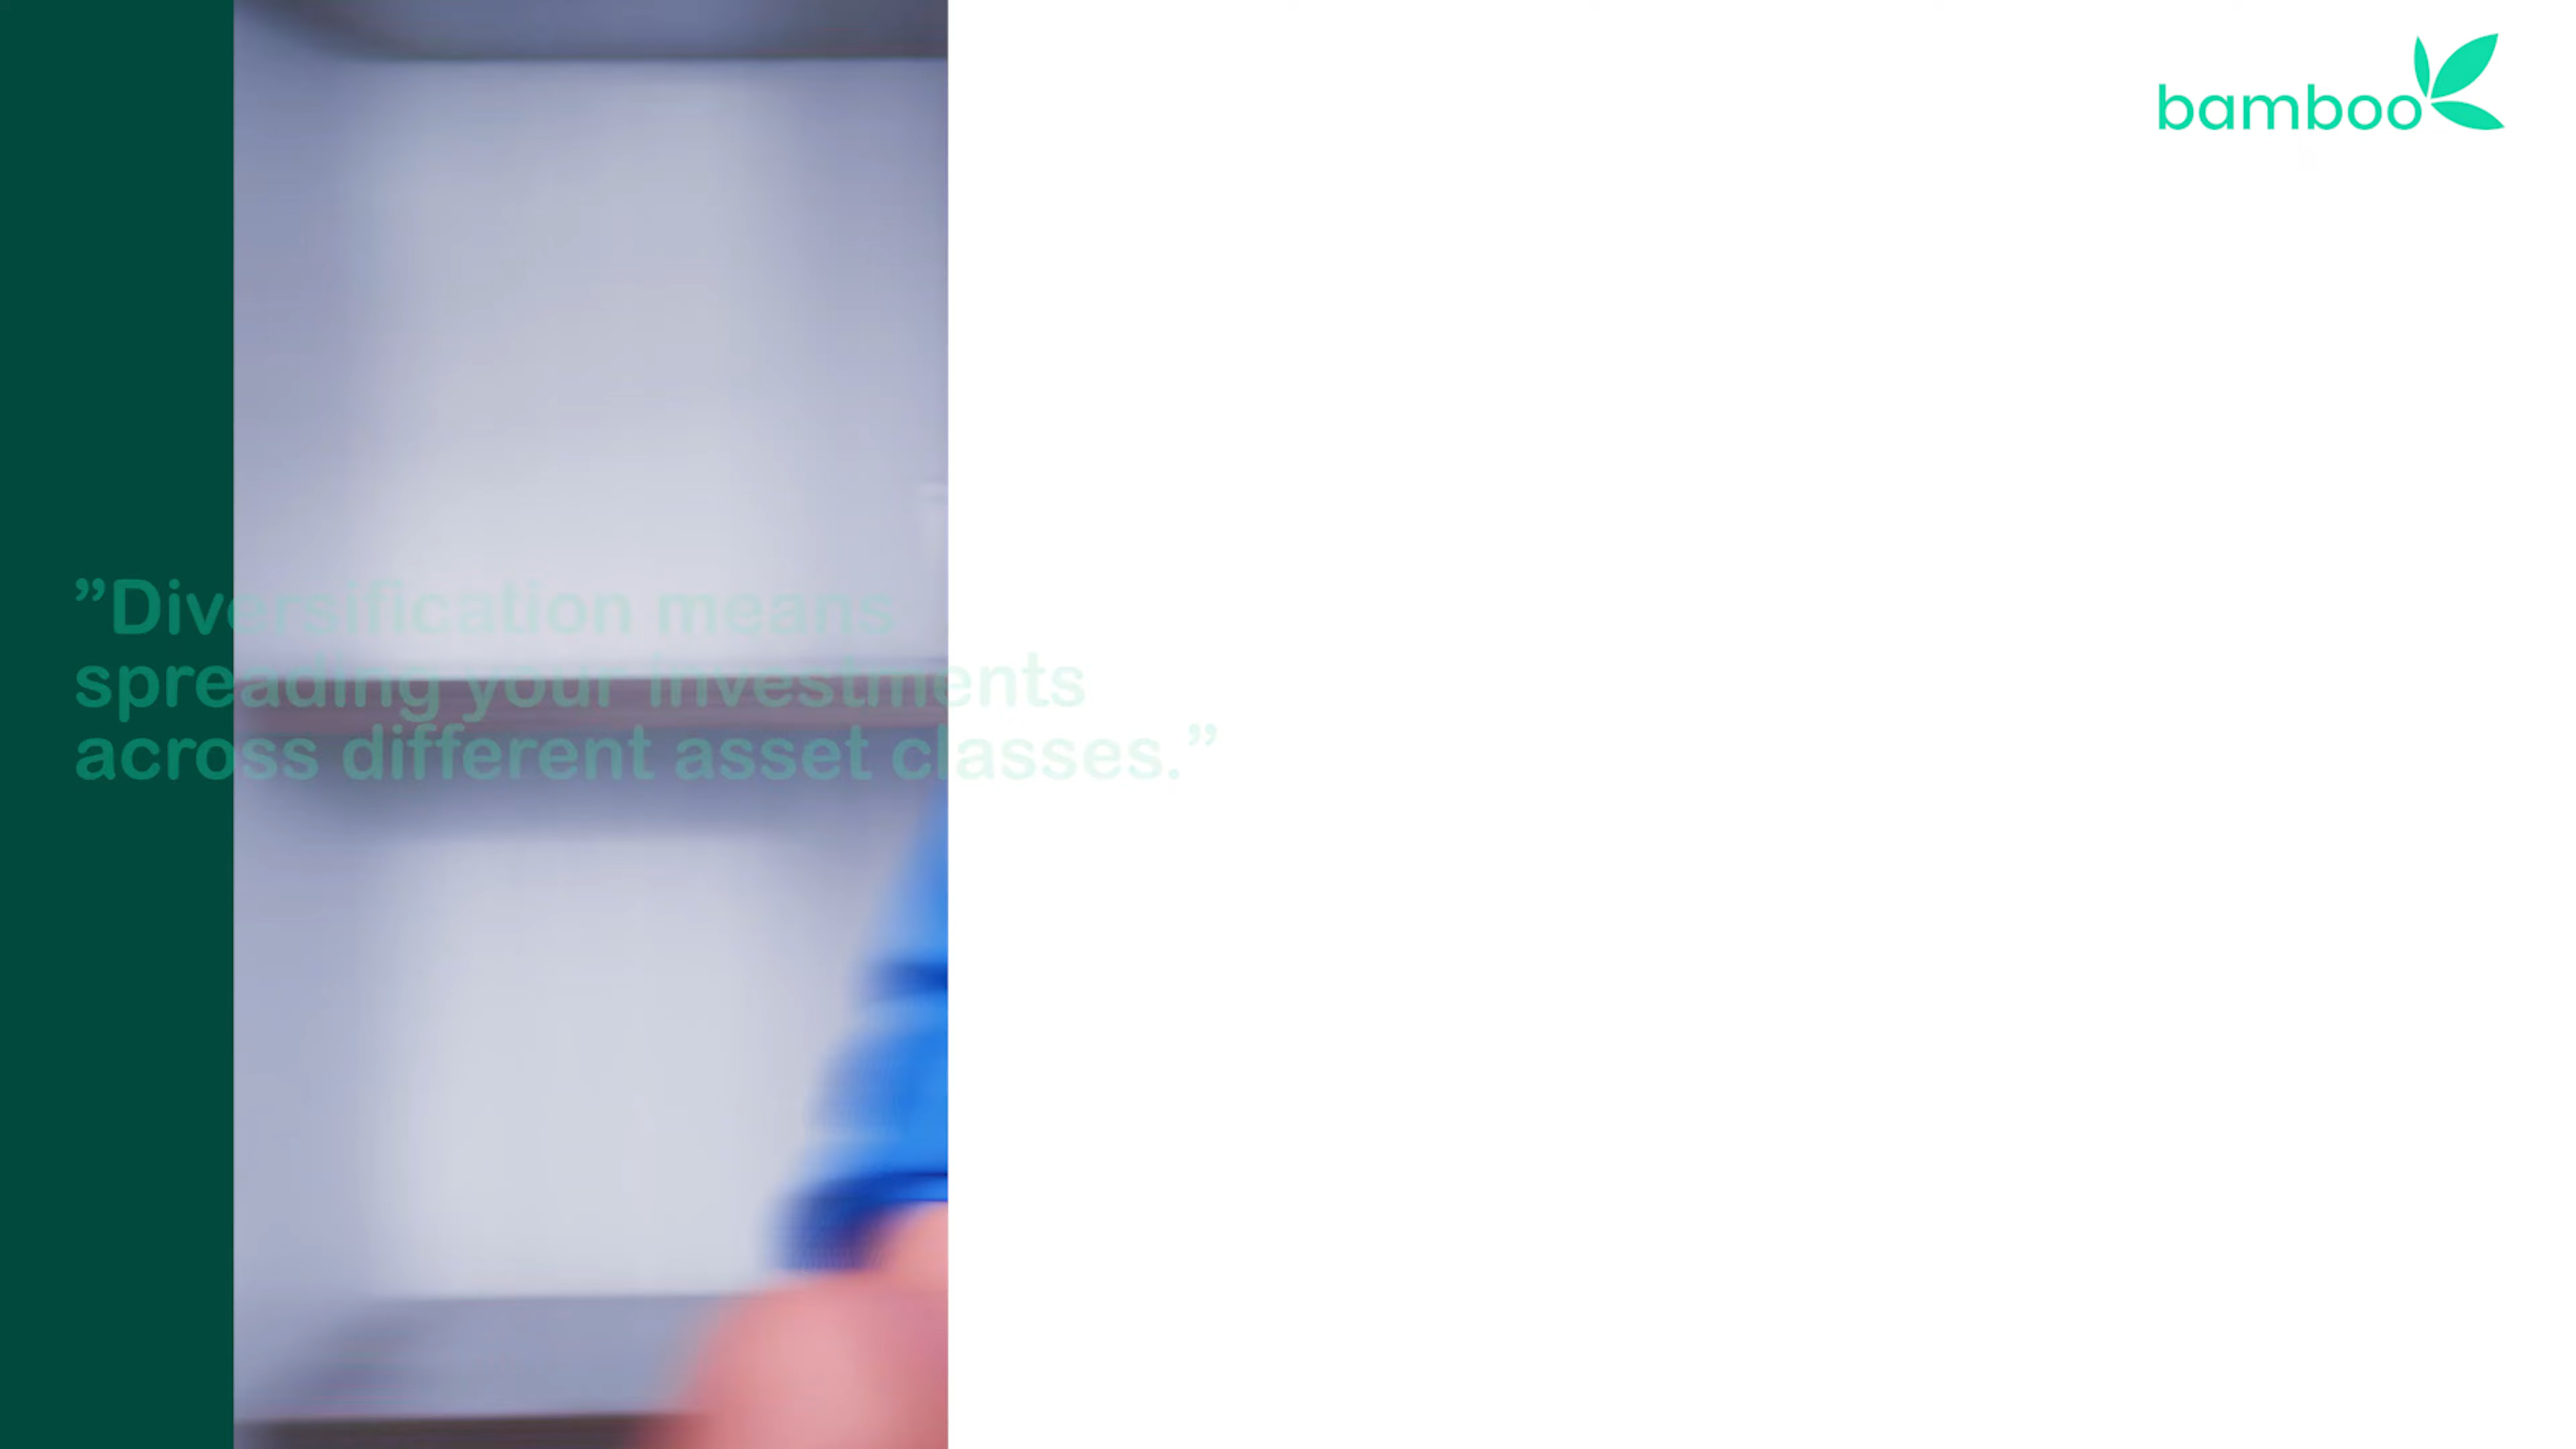 bamboo
”Diversification means
spreading your investments
across different asset classes.”